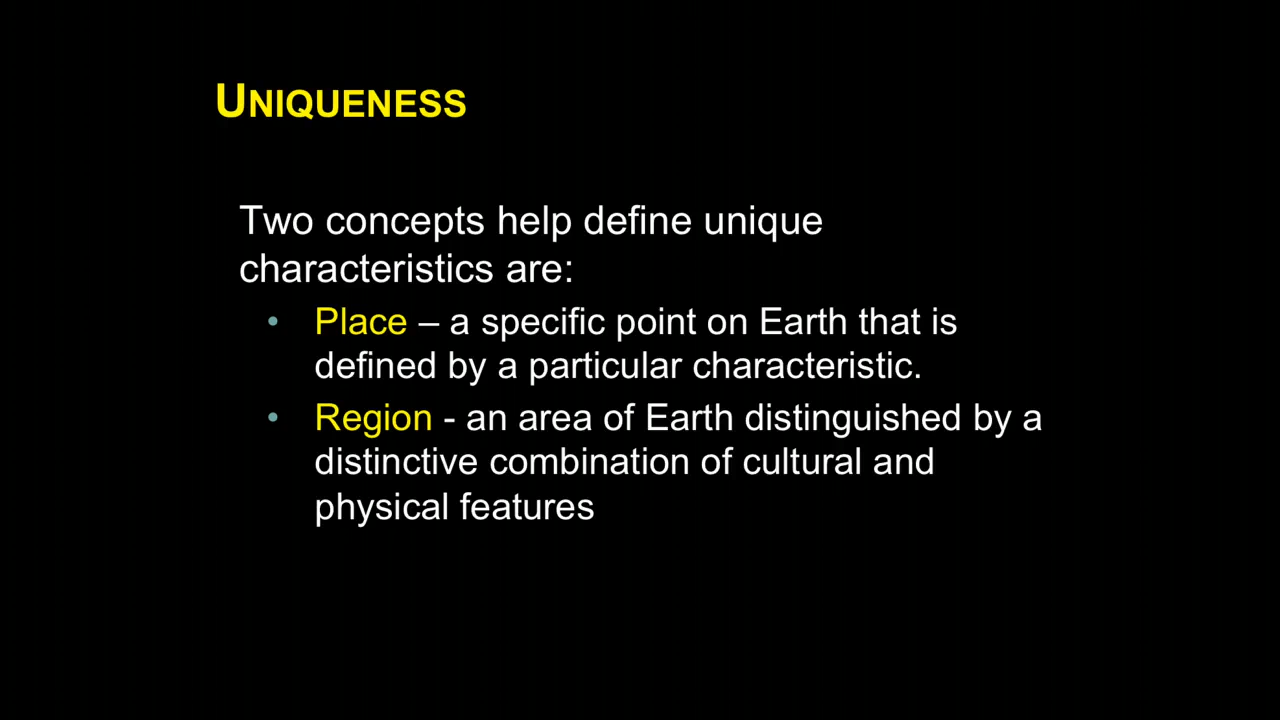 UNIQUENESS
Two concepts help define unique
characteristics are:
• Place – a specific point on Earth that is
defined by a particular characteristic.
• Region - an area of Earth distinguished by a
distinctive combination of cultural and
physical features